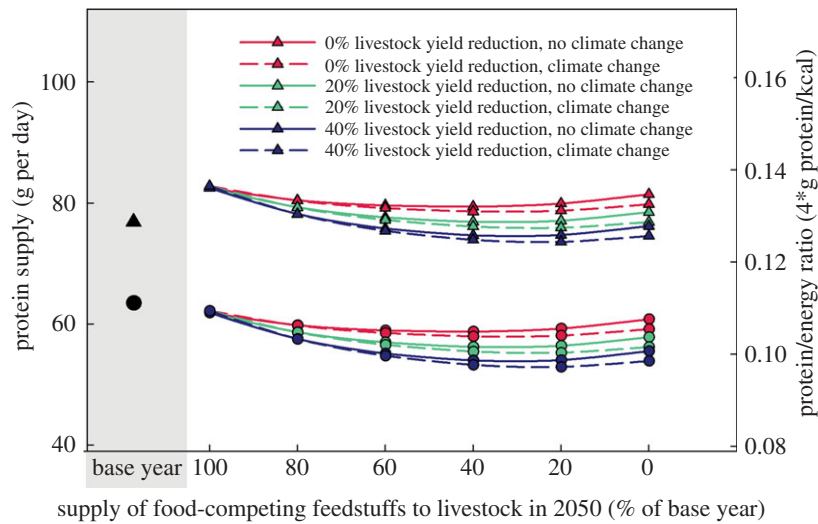 0% livestock yield reduction, no climate change
0% livestock yield reduction, climate change
20% livestock yield reduction, no climate change
20% livestock yield reduction, climate change
40% livestock yield reduction, no climate change
40% livestock yield reduction, climate change
protein supply (g per day)
100
80
60
40
0.16
0.14
0.12
0.10
0.08
protein/energy ratio (4*g protein/kcal)
base year 100 80 60 40 20 0
supply of food-competing feedstuffs to livestock in 2050 (% of base year)